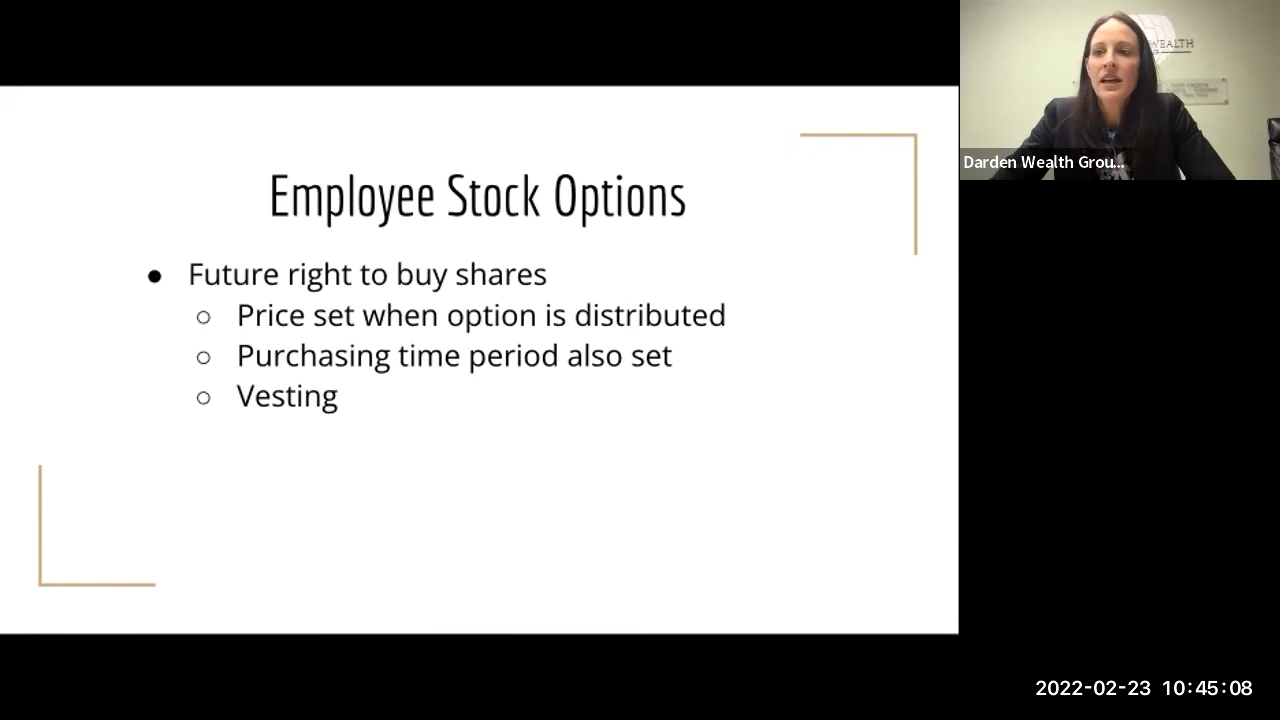 Employee Stock Options
● Future right to buy shares
○ Price set when option is distributed
○ Purchasing time period also set
○ Vesting
WEALTH
Darden Wealth Grou...
2022-02-23 10:45:08